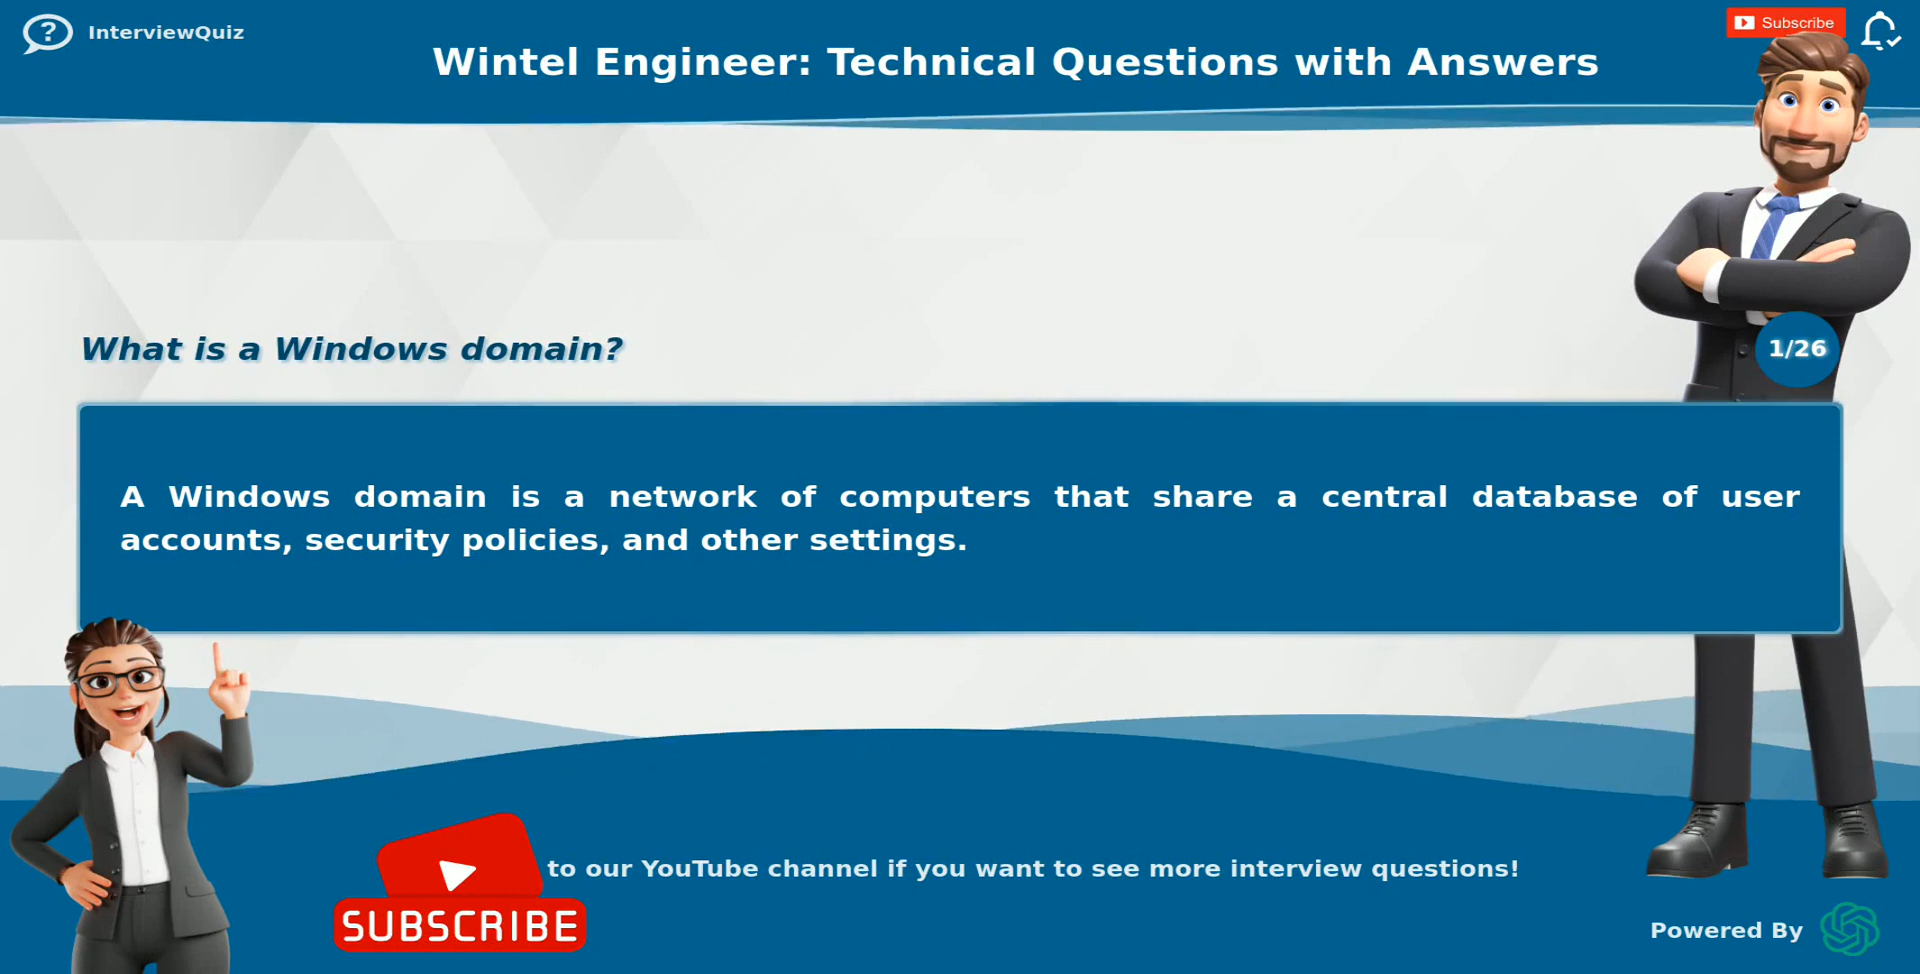 InterviewQuiz
Subscribe
Wintel Engineer: Technical Questions with Answers
What is a Windows domain?
1/26
A Windows domain is a network of computers that share a central database of user
accounts, security policies, and other settings.
to our YouTube channel if you want to see more interview questions!
SUBSCRIBE
Powered By